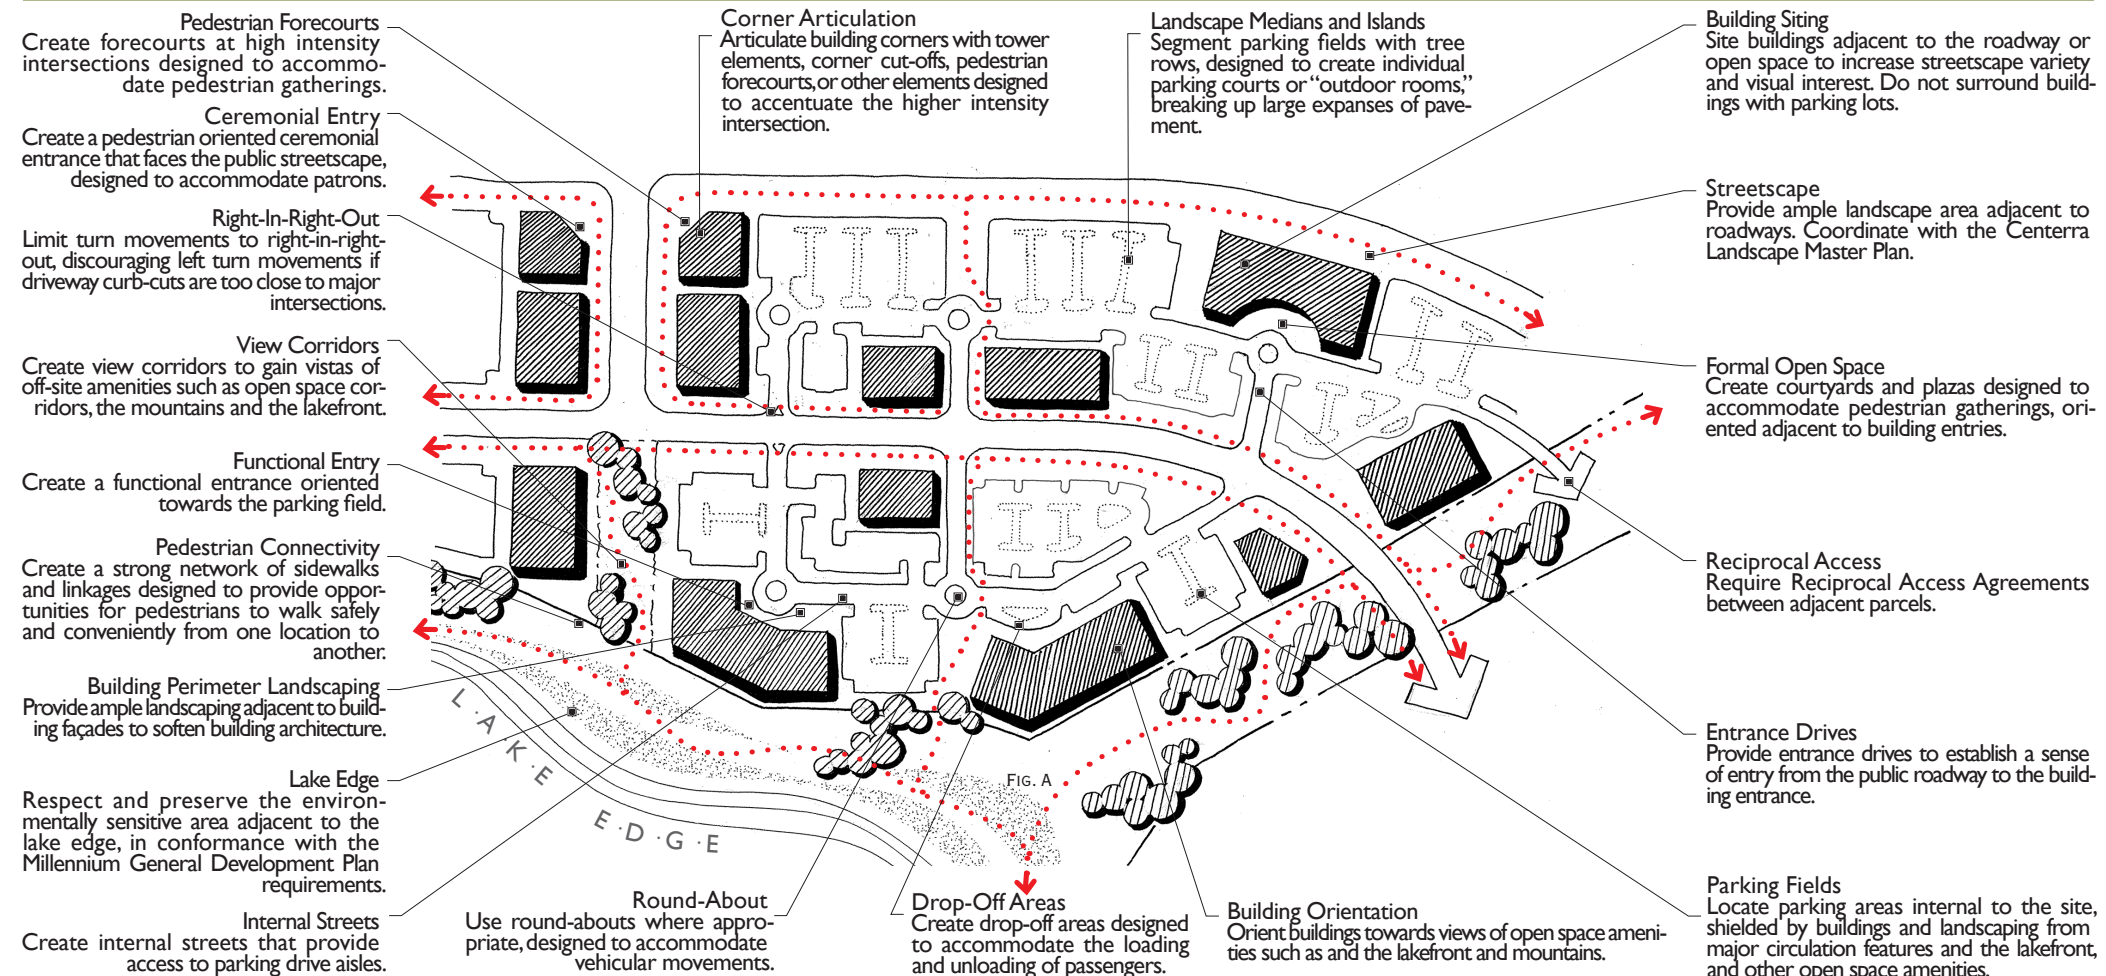 Pedestrian Forecourts
Create forecourts at high intensity
intersections designed to accommo-
date pedestrian gatherings.
Ceremonial Entry
Create a pedestrian oriented ceremonial
entrance that faces the public streetscape,
designed to accommodate patrons.
Right-In-Right-Out
Limit turn movements to right-in-right-
out, discouraging left turn movements if
driveway curb-cuts are too close to major
intersections.
View Corridors
Create view corridors to gain vistas of
off-site amenities such as open space cor-
ridors, the mountains and the lakefront.
Functional Entry
Create a functional entrance oriented
towards the parking field.
Pedestrian Connectivity
Create a strong network of sidewalks
and linkages designed to provide oppor-
tunities for pedestrians to walk safely
and conveniently from one location to
another.
Building Perimeter Landscaping
Provide ample landscaping adjacent to build-
ing façades to soften building architecture.
Lake Edge
Respect and preserve the environ-
mentally sensitive area adjacent to the
lake edge, in conformance with the
Millennium General Development Plan
requirements.
Internal Streets
Create internal streets that provide
access to parking drive aisles.
Corner Articulation
Articulate building corners with tower
elements, corner cut-offs, pedestrian
forecourts, or other elements designed
to accentuate the higher intensity
intersection.
Landscape Medians and Islands
Segment parking fields with tree
rows, designed to create individual
parking courts or “outdoor rooms,”
breaking up large expanses of pave-
ment.
L·A·K·E
E·D·G·E
FIG. A
Round-About
Use round-abouts where appro-
priate, designed to accommodate
vehicular movements.
Drop-Off Areas
Create drop-off areas designed
to accommodate the loading
and unloading of passengers.
Building Orientation
Orient buildings towards views of open space ameni-
ties such as and the lakefront and mountains.
Building Siting
Site buildings adjacent to the roadway or
open space to increase streetscape variety
and visual interest. Do not surround build-
ings with parking lots.
Streetscape
Provide ample landscape area adjacent to
roadways. Coordinate with the Centerra
Landscape Master Plan.
Formal Open Space
Create courtyards and plazas designed to
accommodate pedestrian gatherings, ori-
ented adjacent to building entries.
Reciprocal Access
Require Reciprocal Access Agreements
between adjacent parcels.
Entrance Drives
Provide entrance drives to establish a sense
of entry from the public roadway to the build-
ing entrance.
Parking Fields
Locate parking areas internal to the site,
shielded by buildings and landscaping from
major circulation features and the lakefront,
and other open space amenities.